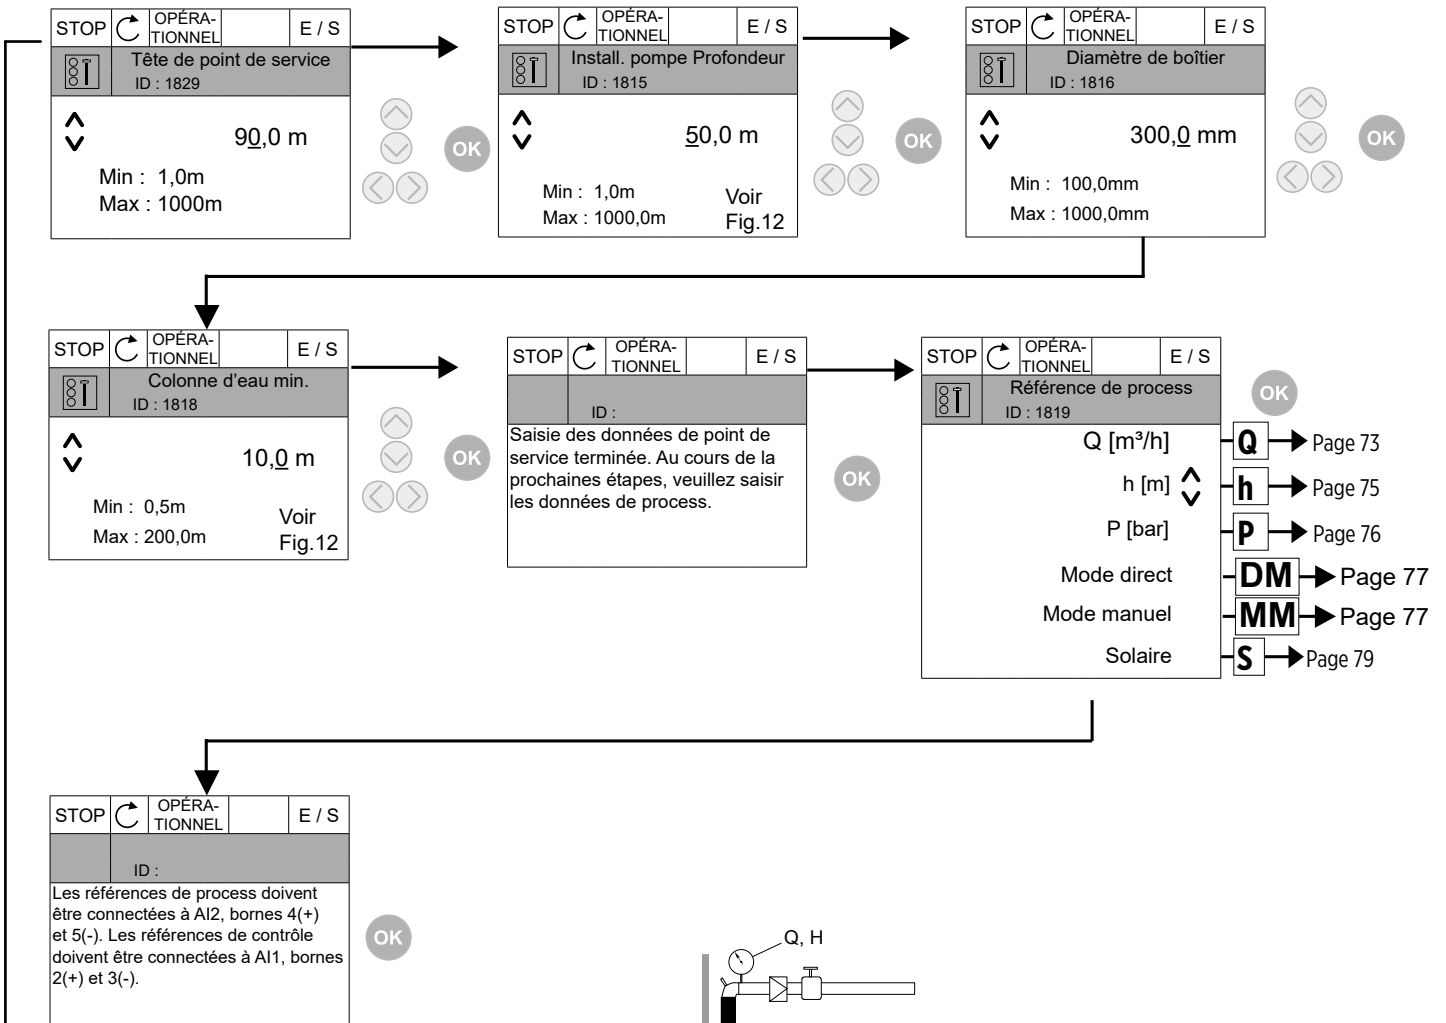 STOP
OPÉRA-
TIONNEL
E / S
Tête de point de service
ID : 1829
90,0 m
Min : 1,0m
Max : 1000m
OK
STOP
OPÉRA-
TIONNEL
E / S
Install. pompe Profondeur
ID : 1815
50,0 m
Min : 1,0m
Max : 1000,0m
Voir
Fig.12
OK
STOP
OPÉRA-
TIONNEL
E / S
Diamètre de boîtier
ID : 1816
300,0 mm
Min : 100,0mm
Max : 1000,0mm
OK
STOP
OPÉRA-
TIONNEL
E / S
Colonne d'eau min.
ID : 1818
10,0 m
Min : 0,5m
Max : 200,0m
Voir
Fig.12
OK
STOP
OPÉRA-
TIONNEL
E / S
ID :
Saisie des données de point de
service terminée. Au cours de la
prochaines étapes, veuillez saisir
les données de process.
OK
STOP
OPÉRA-
TIONNEL
E / S
Référence de process
ID : 1819
OK
Q [m³/h] Q Page 73
h [m] h Page 75
P [bar] P Page 76
Mode direct DM Page 77
Mode manuel MM Page 77
Solaire S Page 79
STOP
OPÉRA-
TIONNEL
E / S
ID :
Les références de process doivent
être connectées à AI2, bornes 4(+)
et 5(-). Les références de contrôle
doivent être connectées à AI1, bornes
2(+) et 3(-).
OK
Q, H